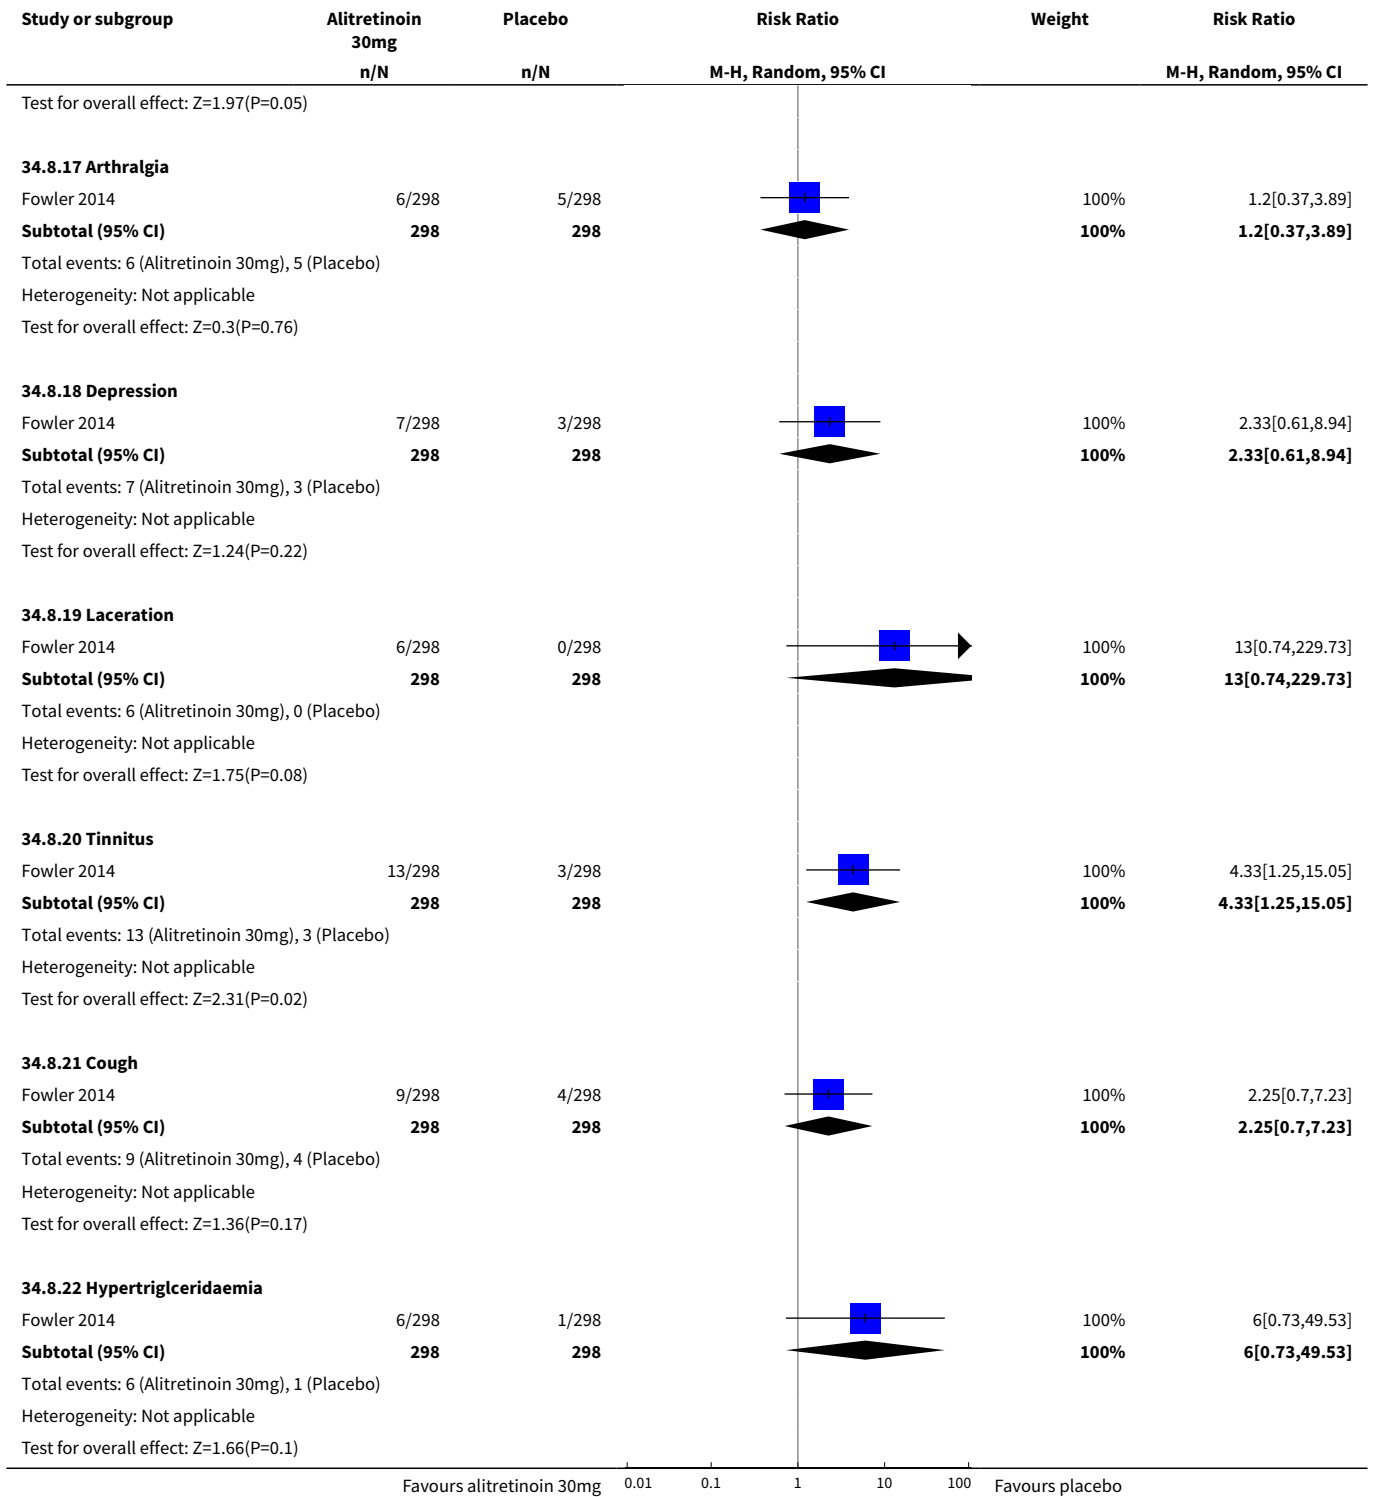 Study or subgroup Alitretinoin 30mg Placebo Risk Ratio Weight Risk Ratio
n/N n/N M-H, Random, 95% CI M-H, Random, 95% CI
Test for overall effect: Z=1.97(P=0.05)
34.8.17 Arthralgia
Fowler 2014 6/298 5/298 100% 1.2[0.37,3.89]
Subtotal (95% CI) 298 298 100% 1.2[0.37,3.89]
Total events: 6 (Alitretinoin 30mg), 5 (Placebo)
Heterogeneity: Not applicable
Test for overall effect: Z=0.3(P=0.76)
34.8.18 Depression
Fowler 2014 7/298 3/298 100% 2.33[0.61,8.94]
Subtotal (95% CI) 298 298 100% 2.33[0.61,8.94]
Total events: 7 (Alitretinoin 30mg), 3 (Placebo)
Heterogeneity: Not applicable
Test for overall effect: Z=1.24(P=0.22)
34.8.19 Laceration
Fowler 2014 6/298 0/298 100% 13[0.74,229.73]
Subtotal (95% CI) 298 298 100% 13[0.74,229.73]
Total events: 6 (Alitretinoin 30mg), 0 (Placebo)
Heterogeneity: Not applicable
Test for overall effect: Z=1.75(P=0.08)
34.8.20 Tinnitus
Fowler 2014 13/298 3/298 100% 4.33[1.25,15.05]
Subtotal (95% CI) 298 298 100% 4.33[1.25,15.05]
Total events: 13 (Alitretinoin 30mg), 3 (Placebo)
Heterogeneity: Not applicable
Test for overall effect: Z=2.31(P=0.02)
34.8.21 Cough
Fowler 2014 9/298 4/298 100% 2.25[0.7,7.23]
Subtotal (95% CI) 298 298 100% 2.25[0.7,7.23]
Total events: 9 (Alitretinoin 30mg), 4 (Placebo)
Heterogeneity: Not applicable
Test for overall effect: Z=1.36(P=0.17)
34.8.22 Hypertriglceridaemia
Fowler 2014 6/298 1/298 100% 6[0.73,49.53]
Subtotal (95% CI) 298 298 100% 6[0.73,49.53]
Total events: 6 (Alitretinoin 30mg), 1 (Placebo)
Heterogeneity: Not applicable
Test for overall effect: Z=1.66(P=0.1)
Favours alitretinoin 30mg 0.01 0.1 1 10 100 Favours placebo